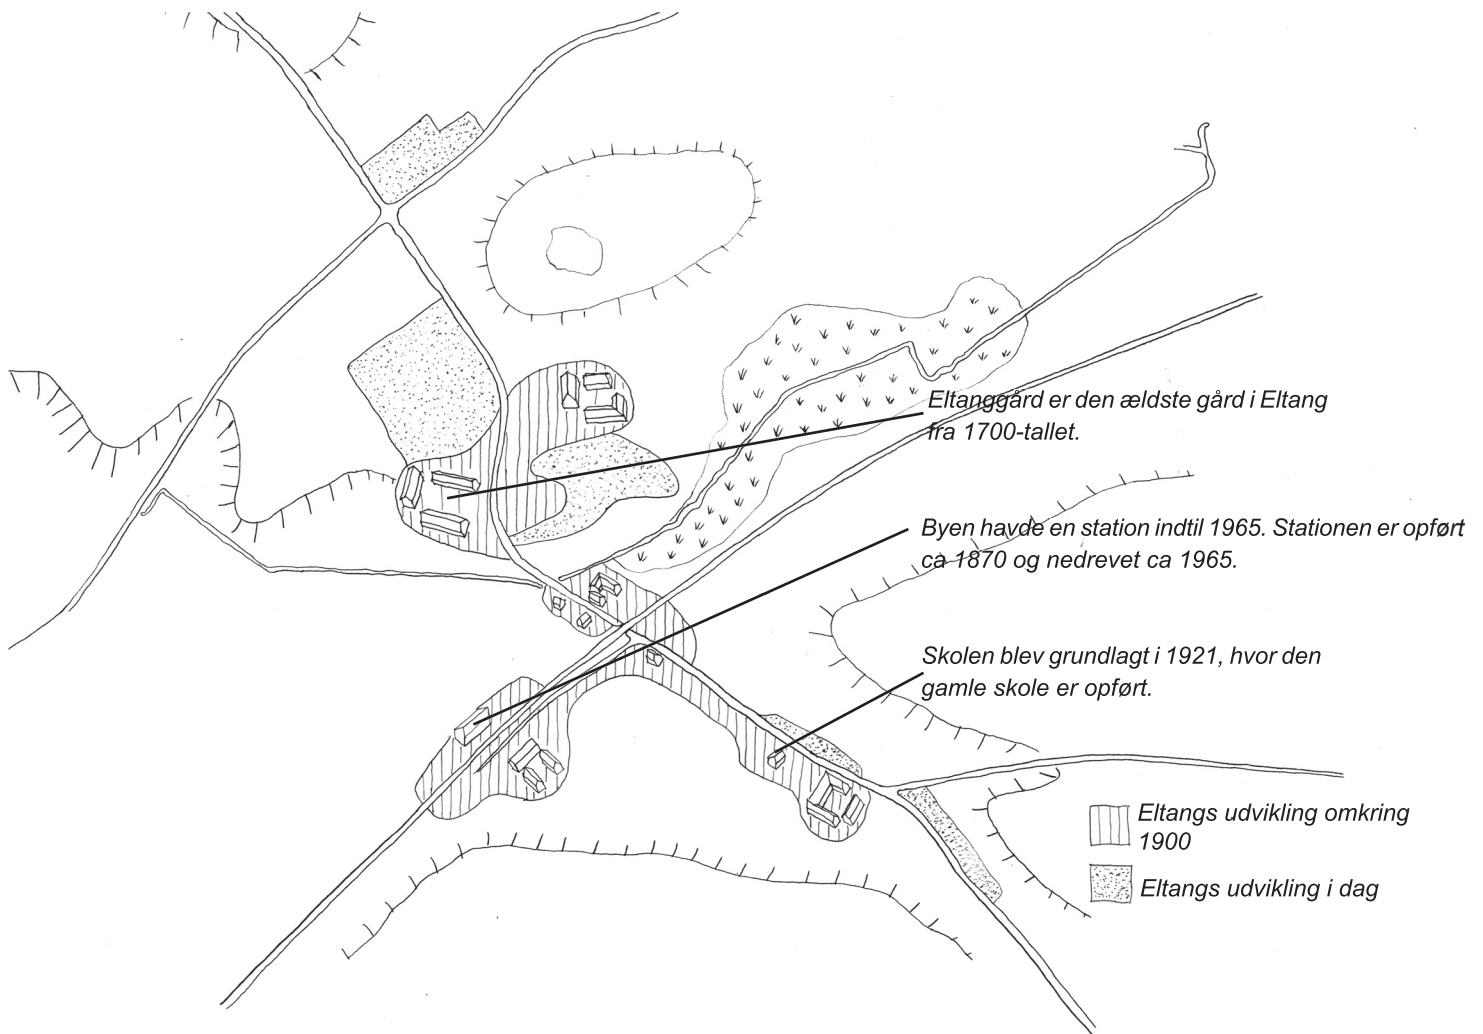 Eltanggård er den ældste gård i Eltang
fra 1700-tallet.
Byen havde en station indtil 1965. Stationen er opført
ca 1870 og nedrevet ca 1965.
Skolen blev grundlagt i 1921, hvor den
gamle skole er opført.
Eltangs udvikling omkring
1900
Eltangs udvikling i dag